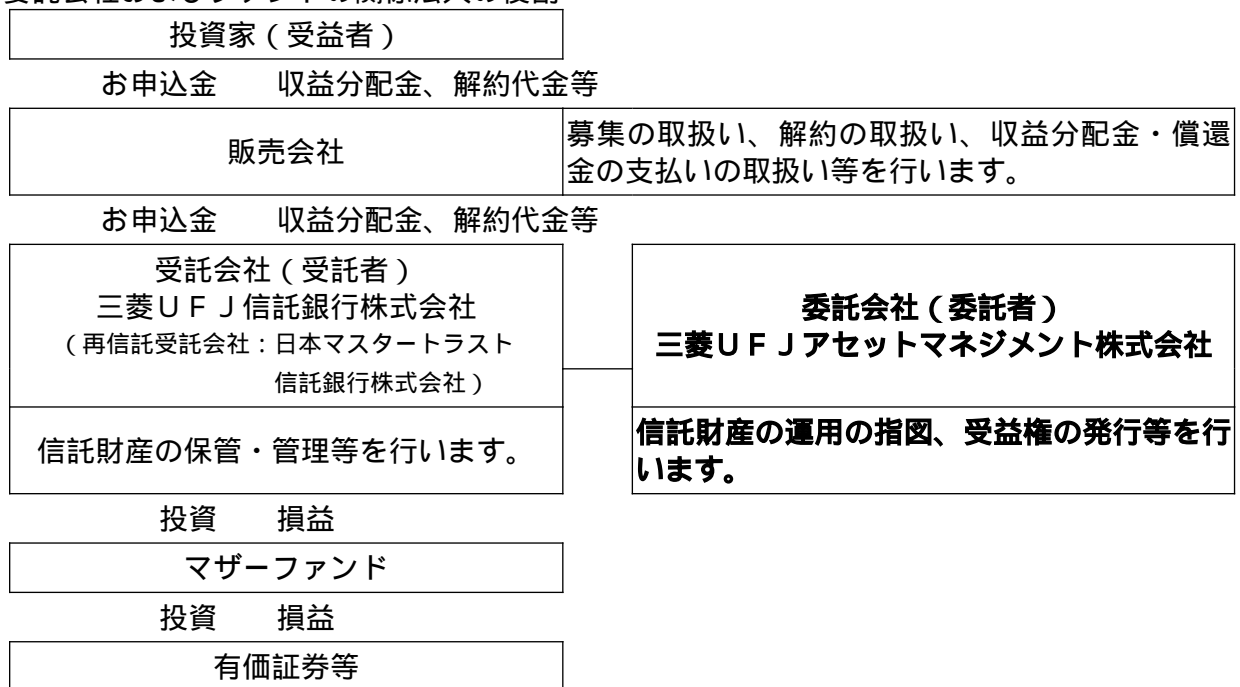 投資家（受益者）
お申込金　　収益分配金、解約代金等
販売会社
募集の取扱い、解約の取扱い、収益分配金・償還
金の支払いの取扱い等を行います。
お申込金　　収益分配金、解約代金等
受託会社（受託者）
三菱ＵＦＪ信託銀行株式会社
（再信託受託会社：日本マスタートラスト
信託銀行株式会社）
委託会社（委託者）
三菱ＵＦＪアセットマネジメント株式会社
信託財産の保管・管理等を行います。
信託財産の運用の指図、受益権の発行等を行
います。
投資　　損益
マザーファンド
投資　　損益
有価証券等